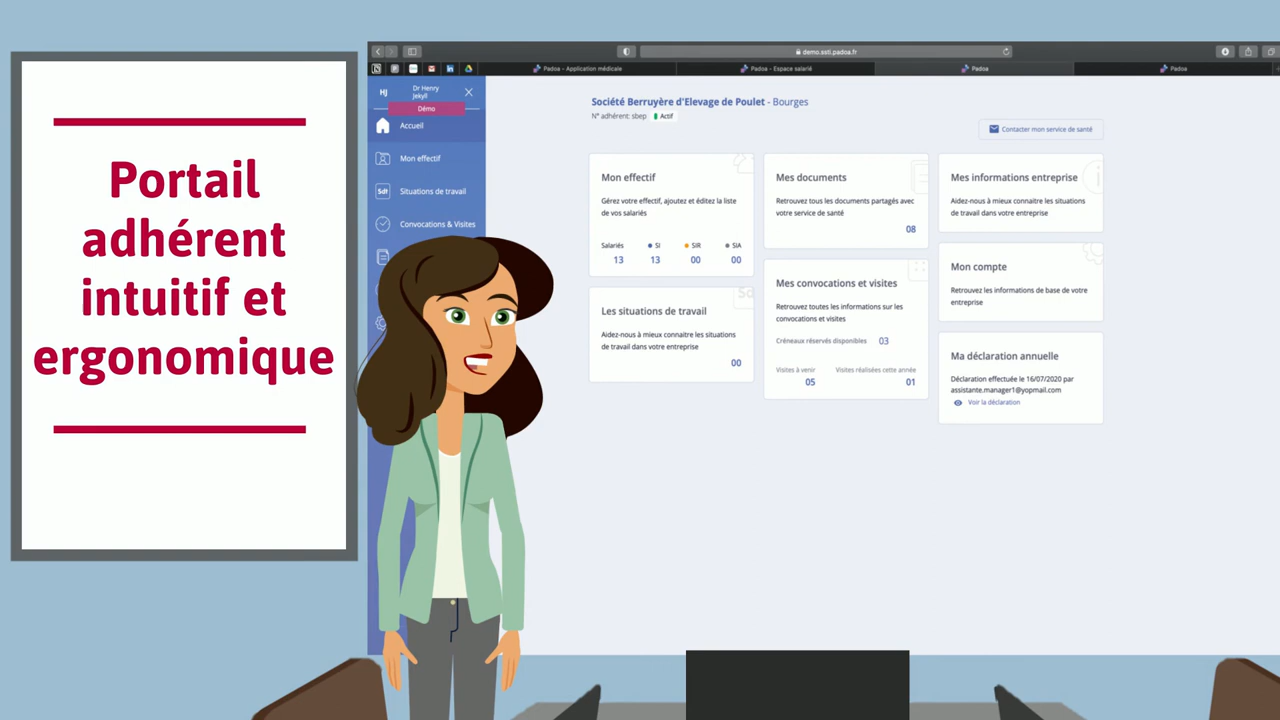 Portail
adhérent
intuitif et
ergonomique
demo.ssti.padoa.fr
Padoa - Application médicale
Padoa - Espace salarié
Padoa
Padoa
HJ
Dr Henry
Jekyll
Démo
Accueil
Mon effectif
Sdt
Situations de travail
Convocations & Visites
Société Berruyère d'Elevage de Poulet - Bourges
N° adhérent: sbep
Actif
Contacter mon service de santé
Mon effectif
Gérez votre effectif, ajoutez et éditez la liste
de vos salariés
Salariés SI SIR SIA
13 13 00 00
Les situations de travail
Sd
Aidez-nous à mieux connaitre les situations
de travail dans votre entreprise
00
Mes documents
Retrouvez tous les documents partagés avec
votre service de santé
08
Mes convocations et visites
Retrouvez toutes les informations sur les
convocations et visites
Créneaux réservés disponibles 03
Visites à venir Visites réalisées cette année
05 01
Mes informations entreprise
Aidez-nous à mieux connaitre les situations
de travail dans votre entreprise
Mon compte
Retrouvez les informations de base de votre
entreprise
Ma déclaration annuelle
Déclaration effectuée le 16/07/2020 par
assistante.manager1@yopmail.com
Voir la déclaration